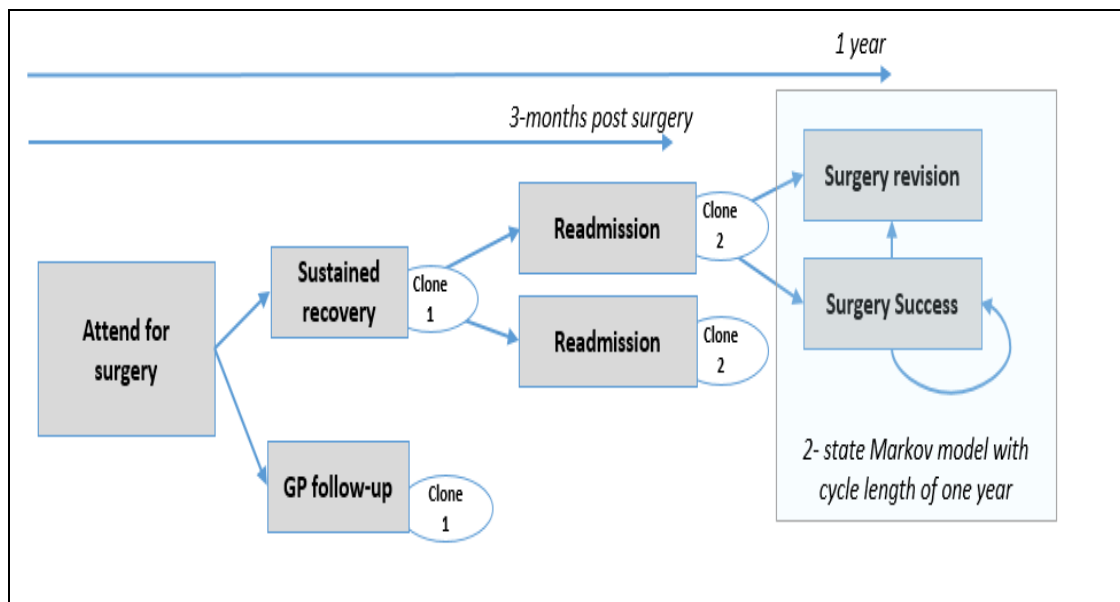 1 year
3-months post surgery
Attend for
surgery
Sustained
recovery
Clone
1
GP follow-up
Clone
1
Readmission
Clone
2
Readmission
Clone
2
Surgery revision
Surgery Success
2- state Markov model with
cycle length of one year